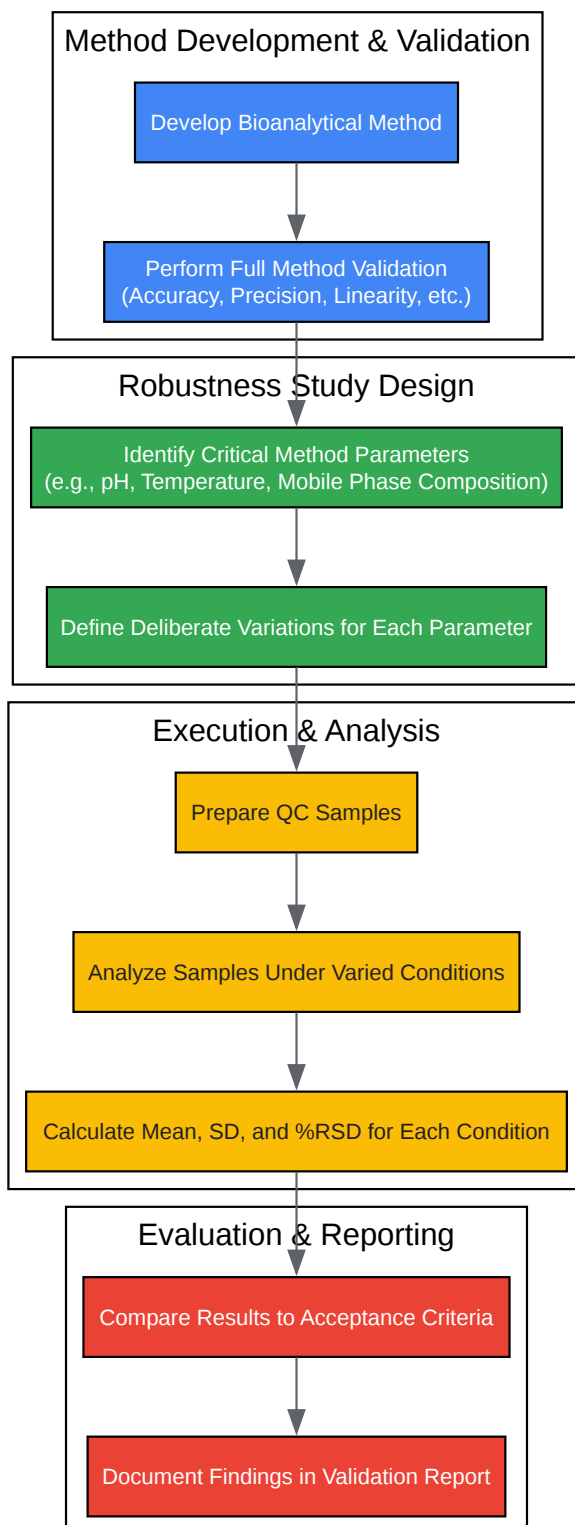 Method Development & Validation
Develop Bioanalytical Method
Perform Full Method Validation
(Accuracy, Precision, Linearity, etc.)
Robustness Study Design
Identify Critical Method Parameters
(e.g., pH, Temperature, Mobile Phase Composition)
Define Deliberate Variations for Each Parameter
Execution & Analysis
Prepare QC Samples
Analyze Samples Under Varied Conditions
Calculate Mean, SD, and %RSD for Each Condition
Evaluation & Reporting
Compare Results to Acceptance Criteria
Document Findings in Validation Report